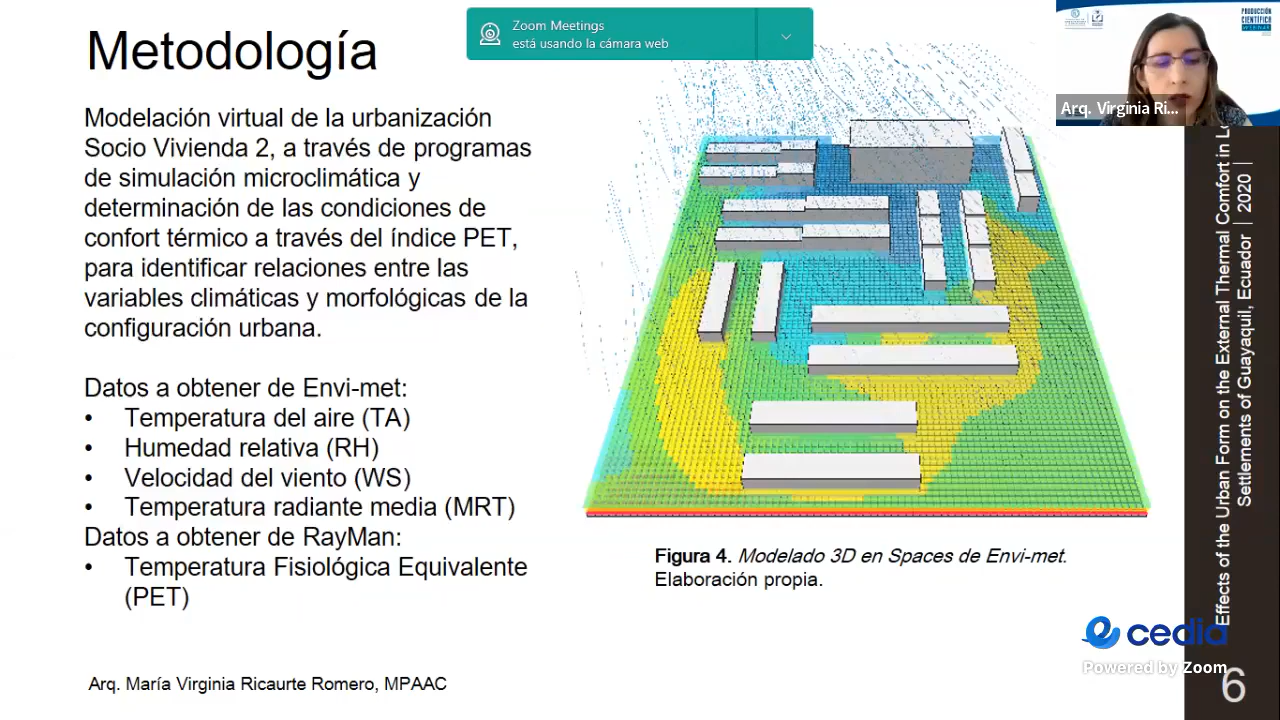 Metodología
Zoom Meetings
está usando la cámara web
PRODUCCIÓN
CIENTÍFICA
WEBINAR
Arq. Virginia Ri...
Modelación virtual de la urbanización
Socio Vivienda 2, a través de programas
de simulación microclimática y
determinación de las condiciones de
confort térmico a través del índice PET,
para identificar relaciones entre las
variables climáticas y morfológicas de la
configuración urbana.
Datos a obtener de Envi-met:
• Temperatura del aire (TA)
• Humedad relativa (RH)
• Velocidad del viento (WS)
• Temperatura radiante media (MRT)
Datos a obtener de RayMan:
• Temperatura Fisiológica Equivalente
(PET)
Figura 4. Modelado 3D en Spaces de Envi-met.
Elaboración propia.
Effects of the Urban Form on the External Thermal Comfort in L
Settlements of Guayaquil, Ecuador | 2020 |
cedia
Powered by Zoom
Arq. María Virginia Ricaurte Romero, MPAAC
6